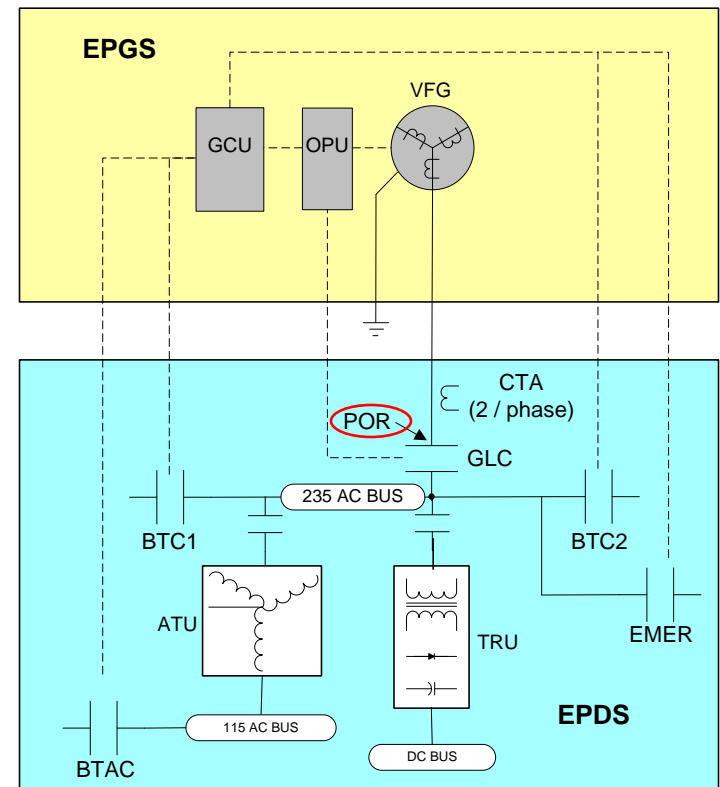 EPGS
VFG
GCU
OPU
CTA
(2 / phase)
POR
GLC
235 AC BUS
BTC1
BTC2
ATU
TRU
EMER
115 AC BUS
EPDS
DC BUS
BTAC